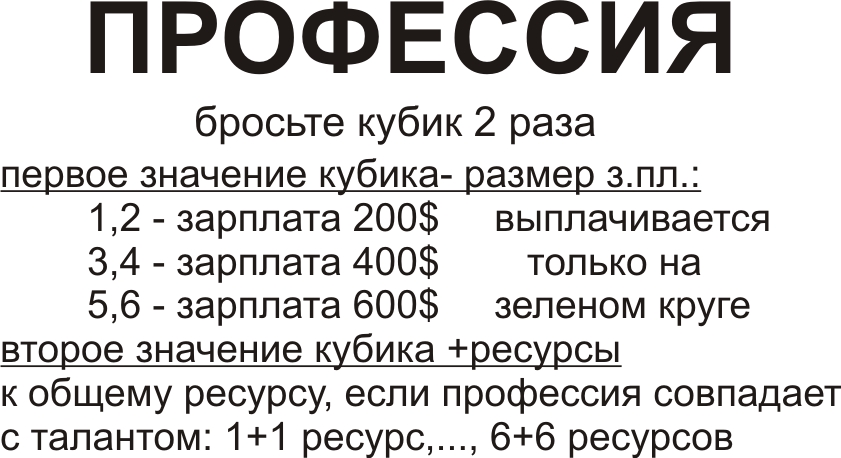 ПРОФЕССИЯ
бросьте кубик 2 раза
первое значение кубика- размер з.пл.:
1,2 - зарплата 200$ выплачивается
3,4 - зарплата 400$ только на
5,6 - зарплата 600$ зеленом круге
второе значение кубика +ресурсы
к общему ресурсу, если профессия совпадает
с талантом: 1+1 ресурс,..., 6+6 ресурсов